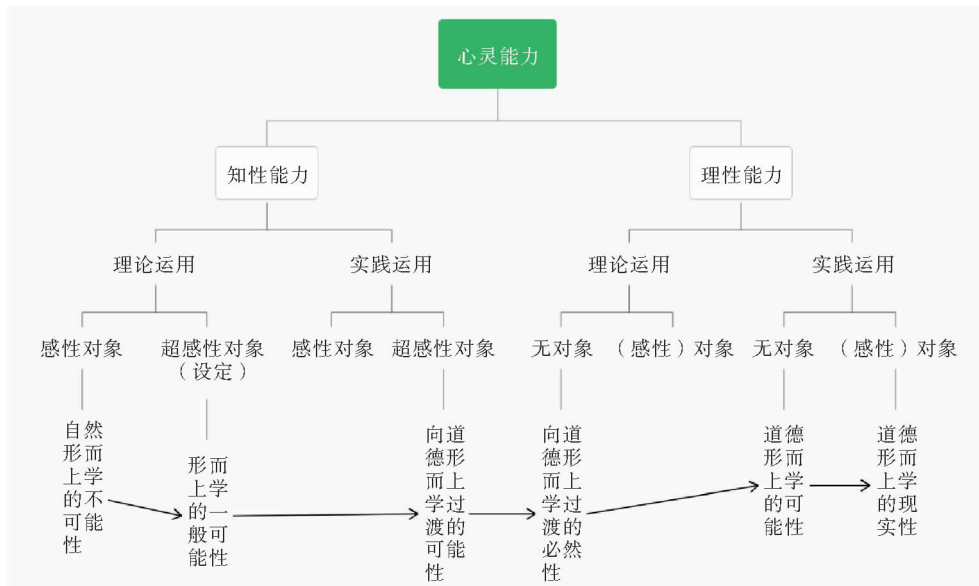 心灵能力
知性能力
理性能力
理论运用
实践运用
理论运用
实践运用
感性对象
超感性对象
（设定）
感性对象
超感性对象
无对象
（感性）对象
无对象
（感性）对象
自然形而上学的不可能性
形而上学的一般可能性
向道德形而上学过渡的可能性
向道德形而上学过渡的必然性
道德形而上学的可能性
道德形而上学的现实性